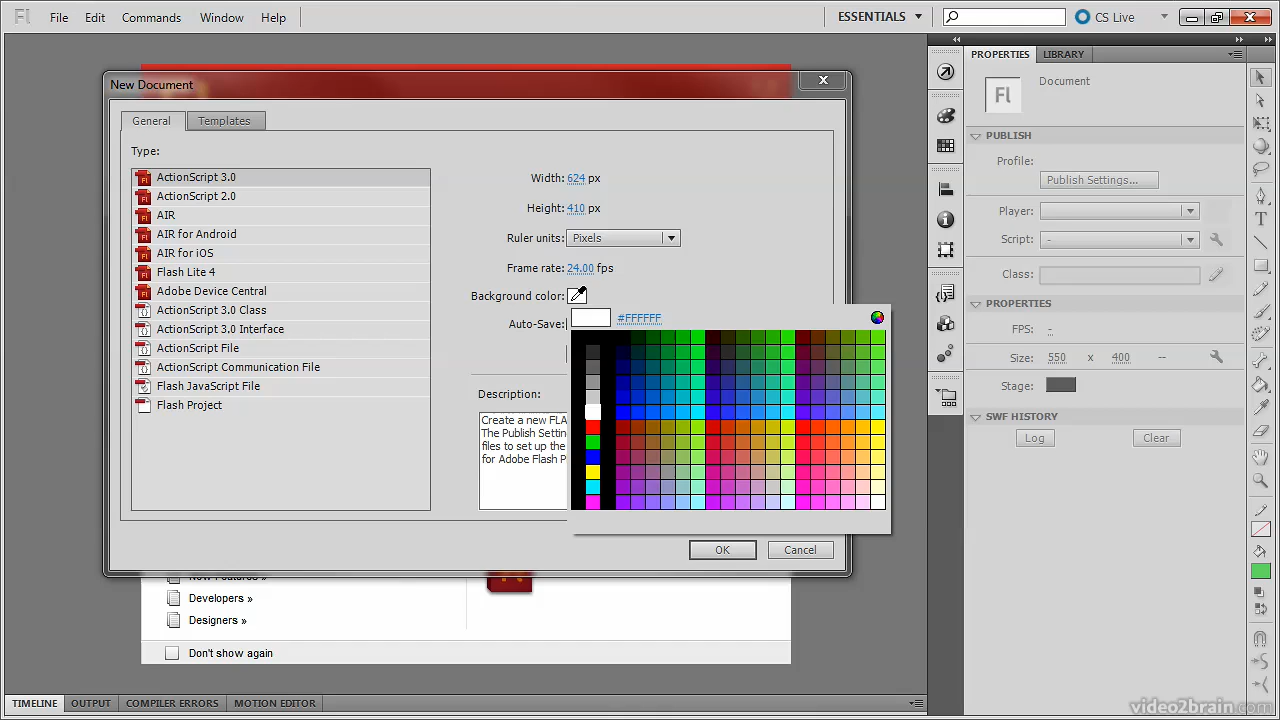 Fl File Edit Commands Window Help ESSENTIALS CS Live
PROPERTIES LIBRARY
New Document
Fl Document
General Templates
PUBLISH
Type:
Profile:
Publish Settings...
ActionScript 3.0
ActionScript 2.0
AIR
AIR for Android
AIR for iOS
Flash Lite 4
Adobe Device Central
ActionScript 3.0 Class
ActionScript 3.0 Interface
ActionScript File
ActionScript Communication File
Flash JavaScript File
Flash Project
Width: 624 px
Height: 410 px
Ruler units: Pixels
Frame rate: 24.00 fps
Background color:
#FFFFFF
Auto-Save:
Description:
Create a new FLA
The Publish Settin
files to set up the
for Adobe Flash P
OK Cancel
Player:
Script: -
Class:
PROPERTIES
FPS: -
Size: 550 x 400 --
Stage:
SWF HISTORY
Log Clear
New Features »
Developers »
Designers »
Don't show again
TIMELINE OUTPUT COMPILER ERRORS MOTION EDITOR
video2brain.com